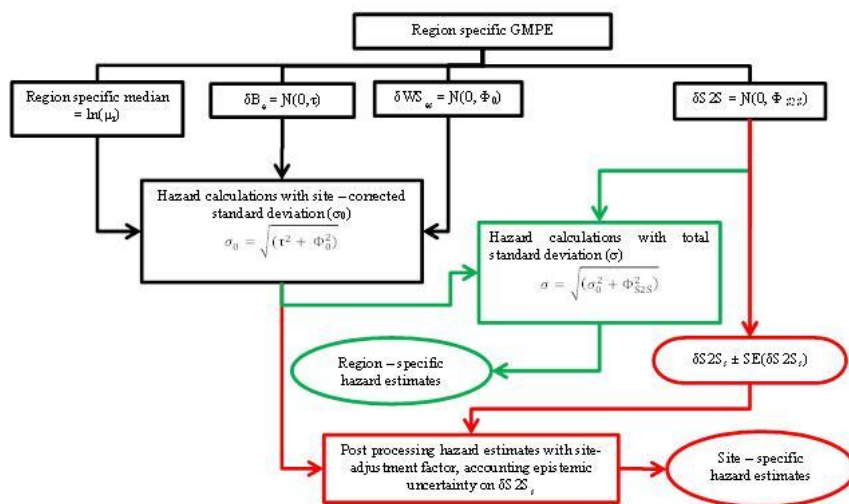 Region specific GMPE
Region specific median
= ln(μ₀)
δBₑ = N(0,τ)
δWSₑₛ = N(0, Φ₀)
δS2S = N(0, Φ S2S)
Hazard calculations with site – corrected
standard deviation (σ₀)
σ₀ = √(τ² + Φ₀²)
Hazard calculations with total
standard deviation (σ)
σ = √(σ₀² + Φ²S2S)
Region – specific
hazard estimates
δS2Sₛ ± SE(δS2Sₛ)
Post processing hazard estimates with site-
adjustment factor, accounting epistemic
uncertainty on δS2Sₛ
Site – specific
hazard estimates